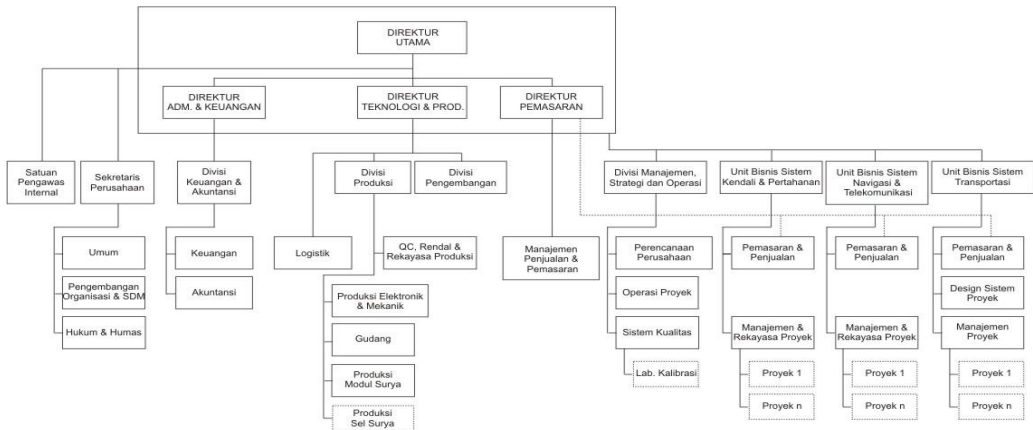 DIREKTUR
UTAMA
DIREKTUR
ADM. & KEUANGAN
DIREKTUR
TEKNOLOGI & PROD.
DIREKTUR
PEMASARAN
Satuan
Pengawas
Internal
Sekretaris
Perusahaan
Divisi
Keuangan &
Akuntansi
Divisi
Produksi
Divisi
Pengembangan
Divisi Manajemen,
Strategi dan Operasi
Unit Bisnis Sistem
Kendali & Pertahanan
Unit Bisnis Sistem
Navigasi &
Telekomunikasi
Unit Bisnis Sistem
Transportasi
Umum
Pengembangan
Organisasi & SDM
Hukum & Humas
Keuangan
Akuntansi
Logistik
QC, Rendal &
Rekayasa Produksi
Produksi Elektronik
& Mekanik
Gudang
Produksi
Modul Surya
Produksi
Sel Surya
Manajemen
Penjualan &
Pemasaran
Perencanaan
Perusahaan
Operasi Proyek
Sistem Kualitas
Lab. Kalibrasi
Pemasaran &
Penjualan
Manajemen &
Rekayasa Proyek
Proyek 1
Proyek n
Pemasaran &
Penjualan
Manajemen &
Rekayasa Proyek
Proyek 1
Proyek n
Pemasaran &
Penjualan
Design Sistem
Proyek
Manajemen
Proyek
Proyek 1
Proyek n